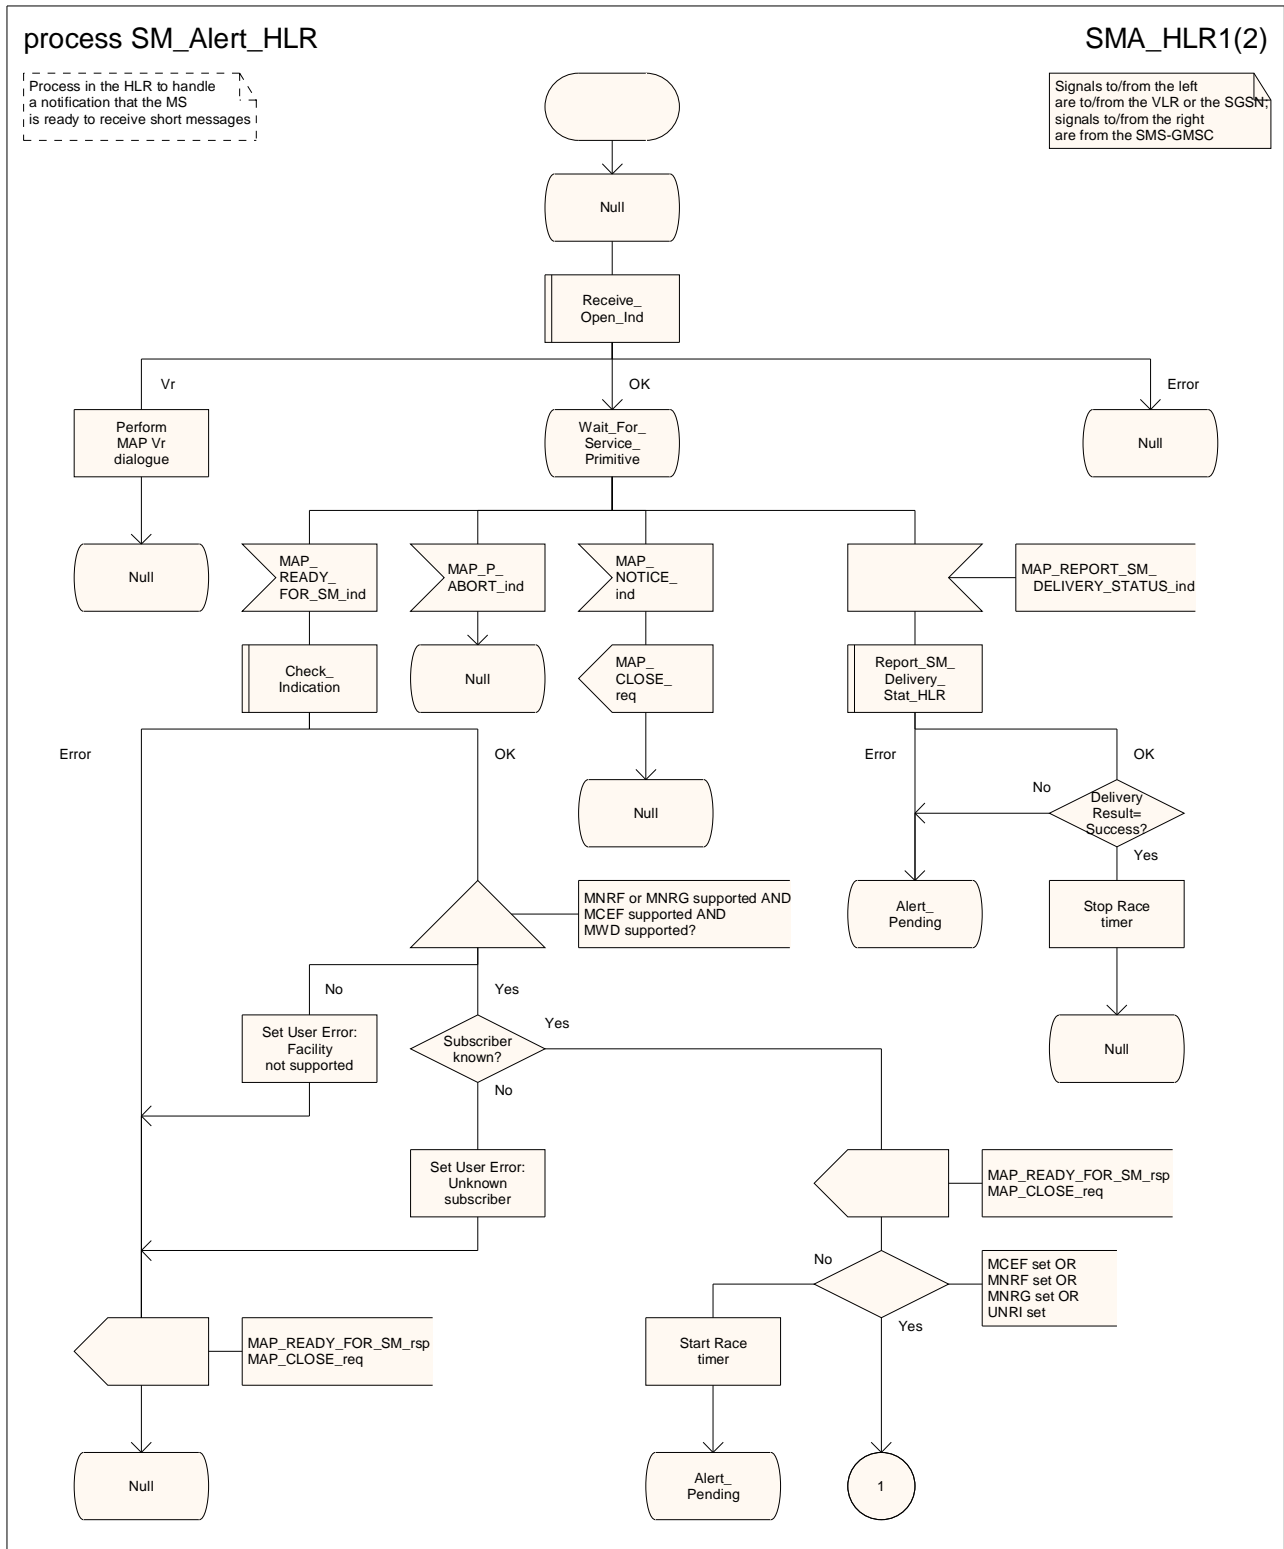 process SM_Alert_HLR
SMA_HLR1(2)
Process in the HLR to handle
a notification that the MS
is ready to receive short messages
Signals to/from the left
are to/from the VLR or the SGSN;
signals to/from the right
are from the SMS-GMSC
Null
Receive_
Open_Ind
Vr
OK
Error
Perform
MAP Vr
dialogue
Wait_For_
Service_
Primitive
Null
Null
MAP_
READY_
FOR_SM_ind
MAP_P_
ABORT_ind
MAP_
NOTICE_
ind
MAP_REPORT_SM_
DELIVERY_STATUS_ind
Check_
Indication
Null
MAP_
CLOSE_
req
Report_SM_
Delivery_
Stat_HLR
Error
OK
Error
OK
Null
No
Delivery
Result=
Success?
Yes
MNRF or MNRG supported AND
MCEF supported AND
MWD supported?
Alert_
Pending
Stop Race
timer
No
Yes
Set User Error:
Facility
not supported
Subscriber
known?
Yes
No
Null
Set User Error:
Unknown
subscriber
MAP_READY_FOR_SM_rsp
MAP_CLOSE_req
No
MCEF set OR
MNRF set OR
MNRG set OR
UNRI set
Yes
MAP_READY_FOR_SM_rsp
MAP_CLOSE_req
Start Race
timer
Null
Alert_
Pending
1